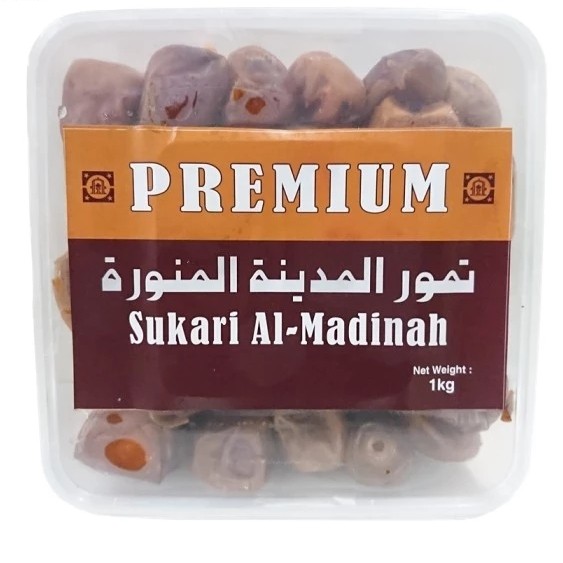 PREMIUM
تمور المدينة المنورة
Sukari Al-Madinah
Net Weight :
1kg